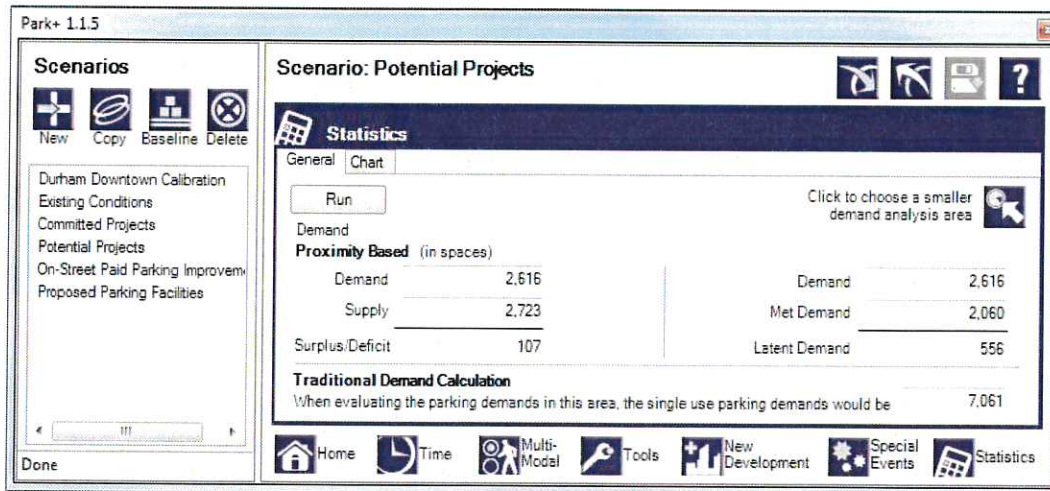 Park+ 1.1.5
Scenarios
New Copy Baseline Delete
Durham Downtown Calibration
Existing Conditions
Committed Projects
Potential Projects
On-Street Paid Parking Improvem
Proposed Parking Facilities
Done
Scenario: Potential Projects
?
Statistics
General Chart
Run
Click to choose a smaller
demand analysis area
Demand
Proximity Based (in spaces)
Demand 2,616
Supply 2,723
Surplus/Deficit 107
Demand 2,616
Met Demand 2,060
Latent Demand 556
Traditional Demand Calculation
When evaluating the parking demands in this area, the single use parking demands would be 7,061
Home Time Multi-
Modal Tools New
Development Special
Events Statistics